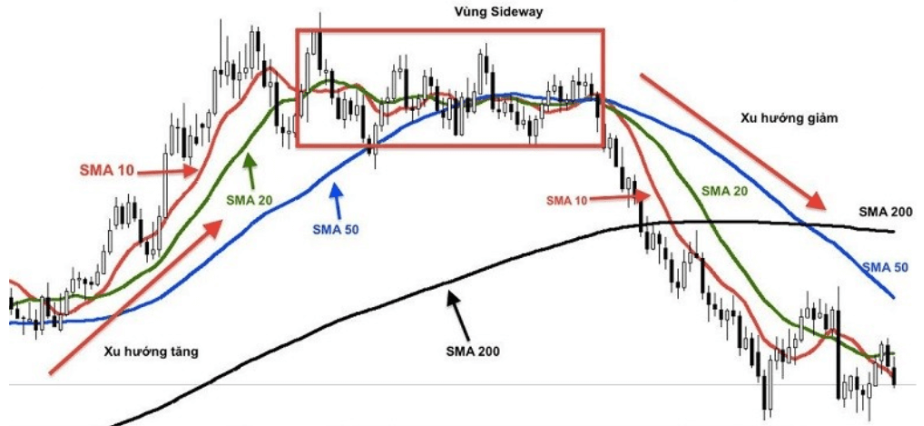 Vùng Sideway
Xu hướng giảm
SMA 10
SMA 20
SMA 20
SMA 10
SMA 200
SMA 50
SMA 50
Xu hướng tăng
SMA 200